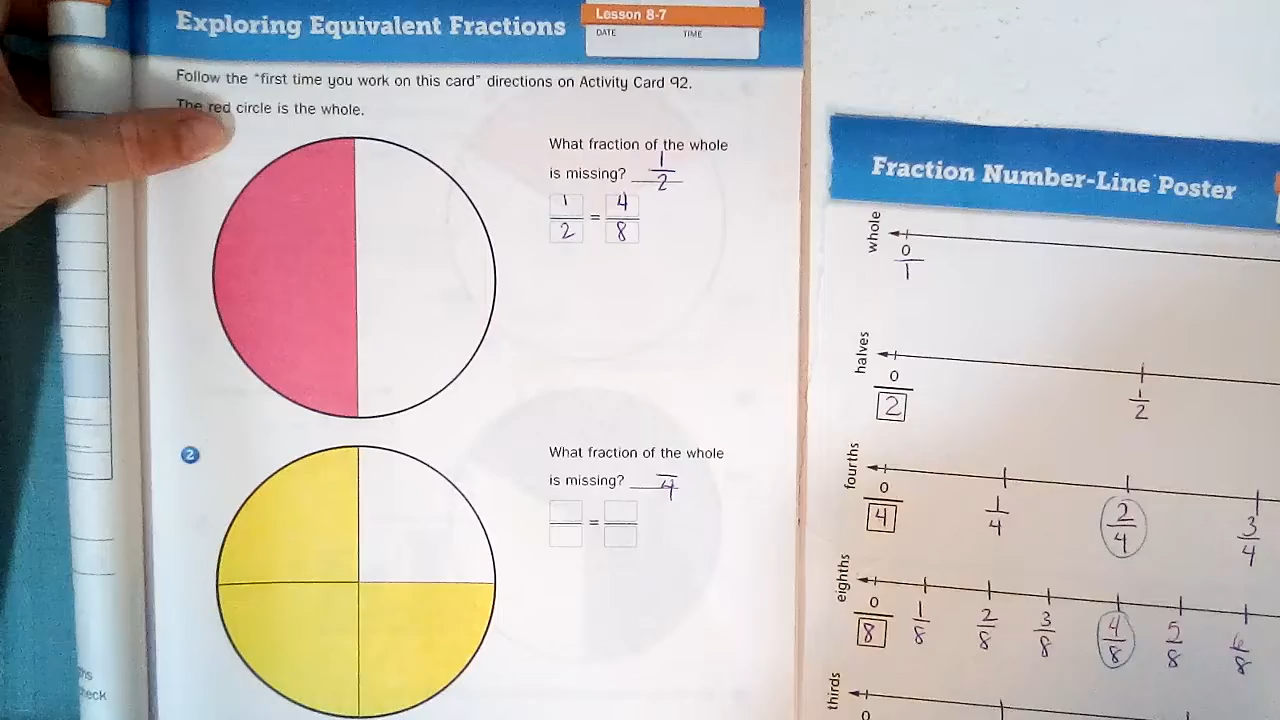 Exploring Equivalent Fractions
Lesson 8-7
DATE TIME
Follow the "first time you work on this card" directions on Activity Card 92.
The red circle is the whole.
What fraction of the whole
is missing? 1/2
1/2 = 4/8
2
What fraction of the whole
is missing? /4
=
heck
Fraction Number-Line Poster
whole
0/1
halves
0/2 1/2
fourths
0/4 1/4 2/4 3/4
eighths
0/8 1/8 2/8 3/8 4/8 5/8 6/8
thirds
0